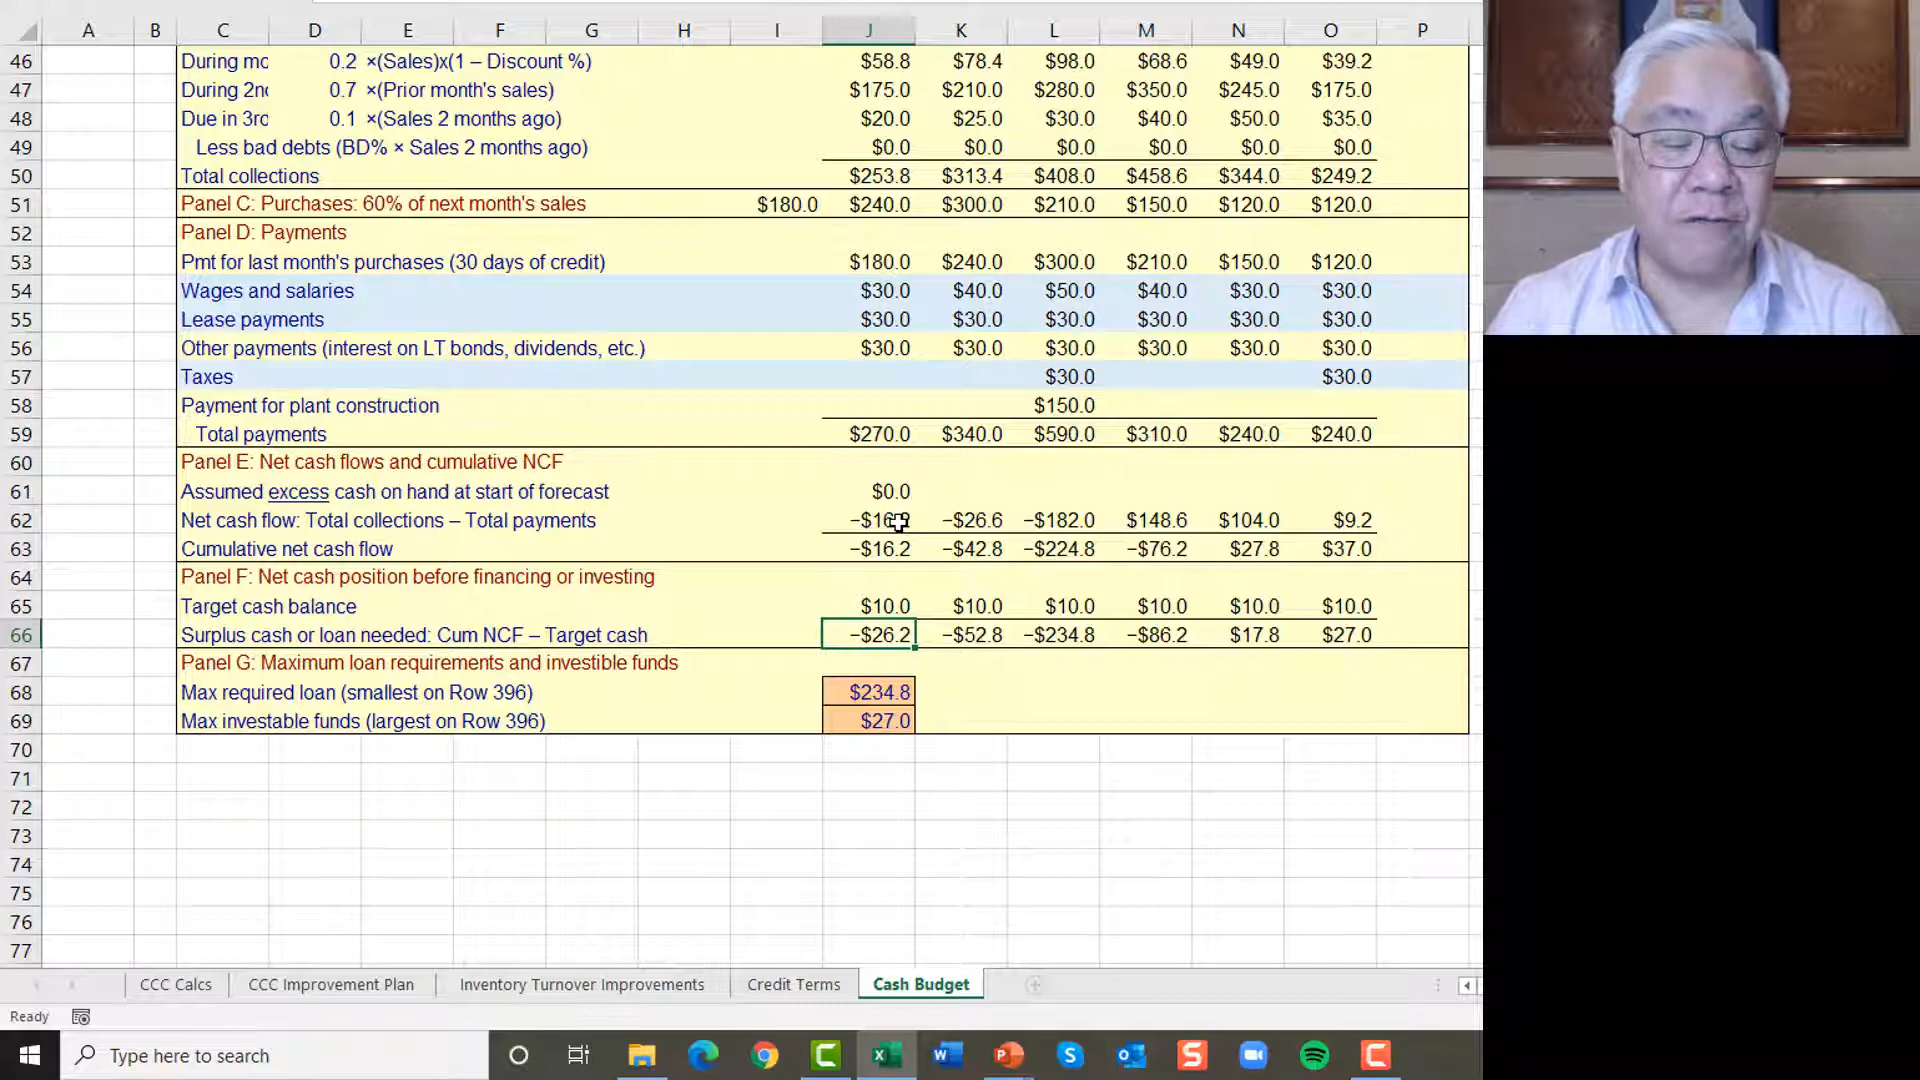 A B C D E F G H I J K L M N O P
46 During mo 0.2 ×(Sales)x(1 – Discount %) $58.8 $78.4 $98.0 $68.6 $49.0 $39.2
47 During 2nd 0.7 ×(Prior month's sales) $175.0 $210.0 $280.0 $350.0 $245.0 $175.0
48 Due in 3rd 0.1 ×(Sales 2 months ago) $20.0 $25.0 $30.0 $40.0 $50.0 $35.0
49 Less bad debts (BD% × Sales 2 months ago) $0.0 $0.0 $0.0 $0.0 $0.0 $0.0
50 Total collections $253.8 $313.4 $408.0 $458.6 $344.0 $249.2
51 Panel C: Purchases: 60% of next month's sales $180.0 $240.0 $300.0 $210.0 $150.0 $120.0 $120.0
52 Panel D: Payments
53 Pmt for last month's purchases (30 days of credit) $180.0 $240.0 $300.0 $210.0 $150.0 $120.0
54 Wages and salaries $30.0 $40.0 $50.0 $40.0 $30.0 $30.0
55 Lease payments $30.0 $30.0 $30.0 $30.0 $30.0 $30.0
56 Other payments (interest on LT bonds, dividends, etc.) $30.0 $30.0 $30.0 $30.0 $30.0 $30.0
57 Taxes $30.0 $30.0
58 Payment for plant construction $150.0
59 Total payments $270.0 $340.0 $590.0 $310.0 $240.0 $240.0
60 Panel E: Net cash flows and cumulative NCF
61 Assumed excess cash on hand at start of forecast $0.0
62 Net cash flow: Total collections – Total payments −$16.2 −$26.6 −$182.0 $148.6 $104.0 $9.2
63 Cumulative net cash flow −$16.2 −$42.8 −$224.8 −$76.2 $27.8 $37.0
64 Panel F: Net cash position before financing or investing
65 Target cash balance $10.0 $10.0 $10.0 $10.0 $10.0 $10.0
66 Surplus cash or loan needed: Cum NCF – Target cash −$26.2 −$52.8 −$234.8 −$86.2 $17.8 $27.0
67 Panel G: Maximum loan requirements and investible funds
68 Max required loan (smallest on Row 396) $234.8
69 Max investable funds (largest on Row 396) $27.0
70
71
72
73
74
75
76
77
CCC Calcs CCC Improvement Plan Inventory Turnover Improvements Credit Terms Cash Budget
Ready
Type here to search